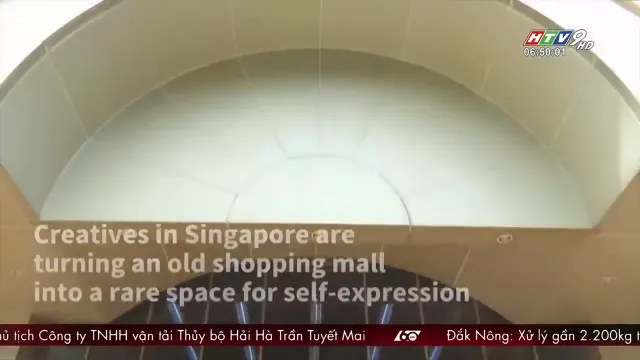 HTV9 HD
06:50:01
Creatives in Singapore are
turning an old shopping mall
into a rare space for self-expression
tịch Công ty TNHH vận tải Thủy bộ Hải Hà Trần Tuyết Mai 60 Đắk Nông: Xử lý gần 2.200kg